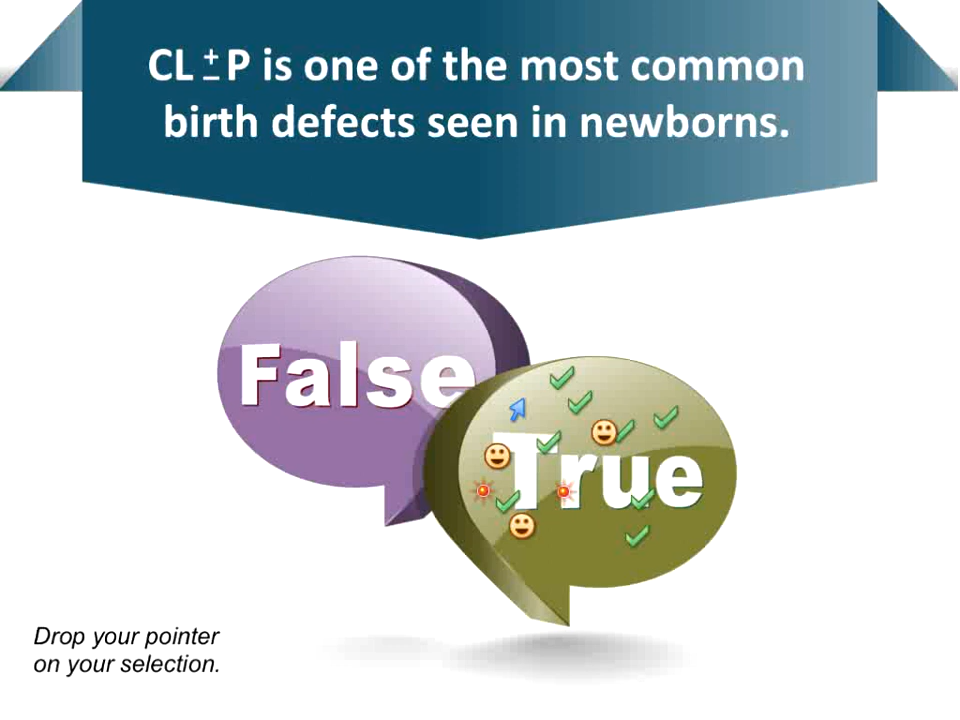 CL ± P is one of the most common
birth defects seen in newborns.
False
True
Drop your pointer
on your selection.